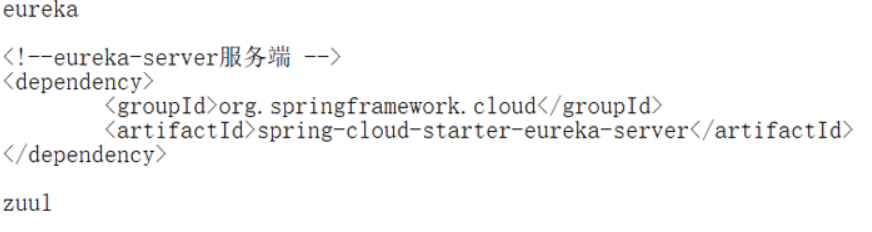 eureka
<!--eureka-server服务端 -->
<dependency>
<groupId>org.springframework.cloud</groupId>
<artifactId>spring-cloud-starter-eureka-server</artifactId>
</dependency>
zuul